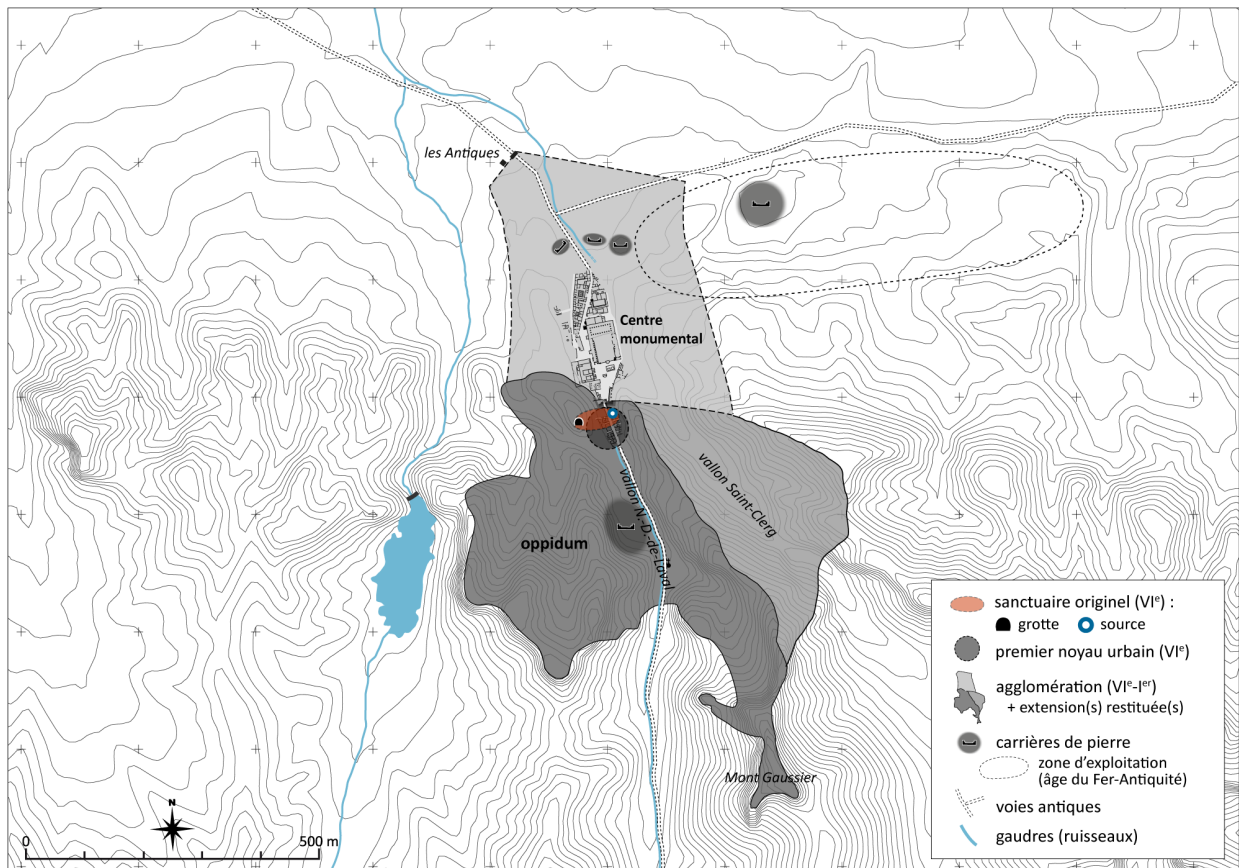 les Antiques
Centre
monumental
vallon Saint-Clerg
vallon N.-D.-de-Laval
oppidum
Mont Gaussier
N
0 500 m
sanctuaire originel (VIe) :
grotte source
premier noyau urbain (VIe)
agglomération (VIe-Ier)
+ extension(s) restituée(s)
carrières de pierre
zone d'exploitation
(âge du Fer-Antiquité)
voies antiques
gaudres (ruisseaux)